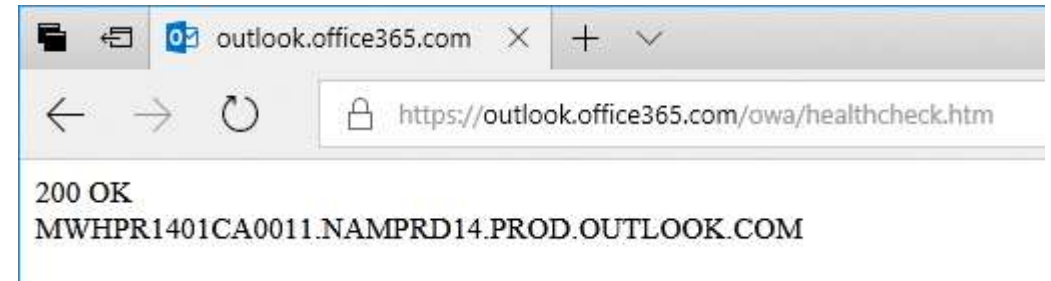 outlook.office365.com
https://outlook.office365.com/owa/healthcheck.htm
200 OK
MWHPR1401CA0011.NAMPRD14.PROD.OUTLOOK.COM